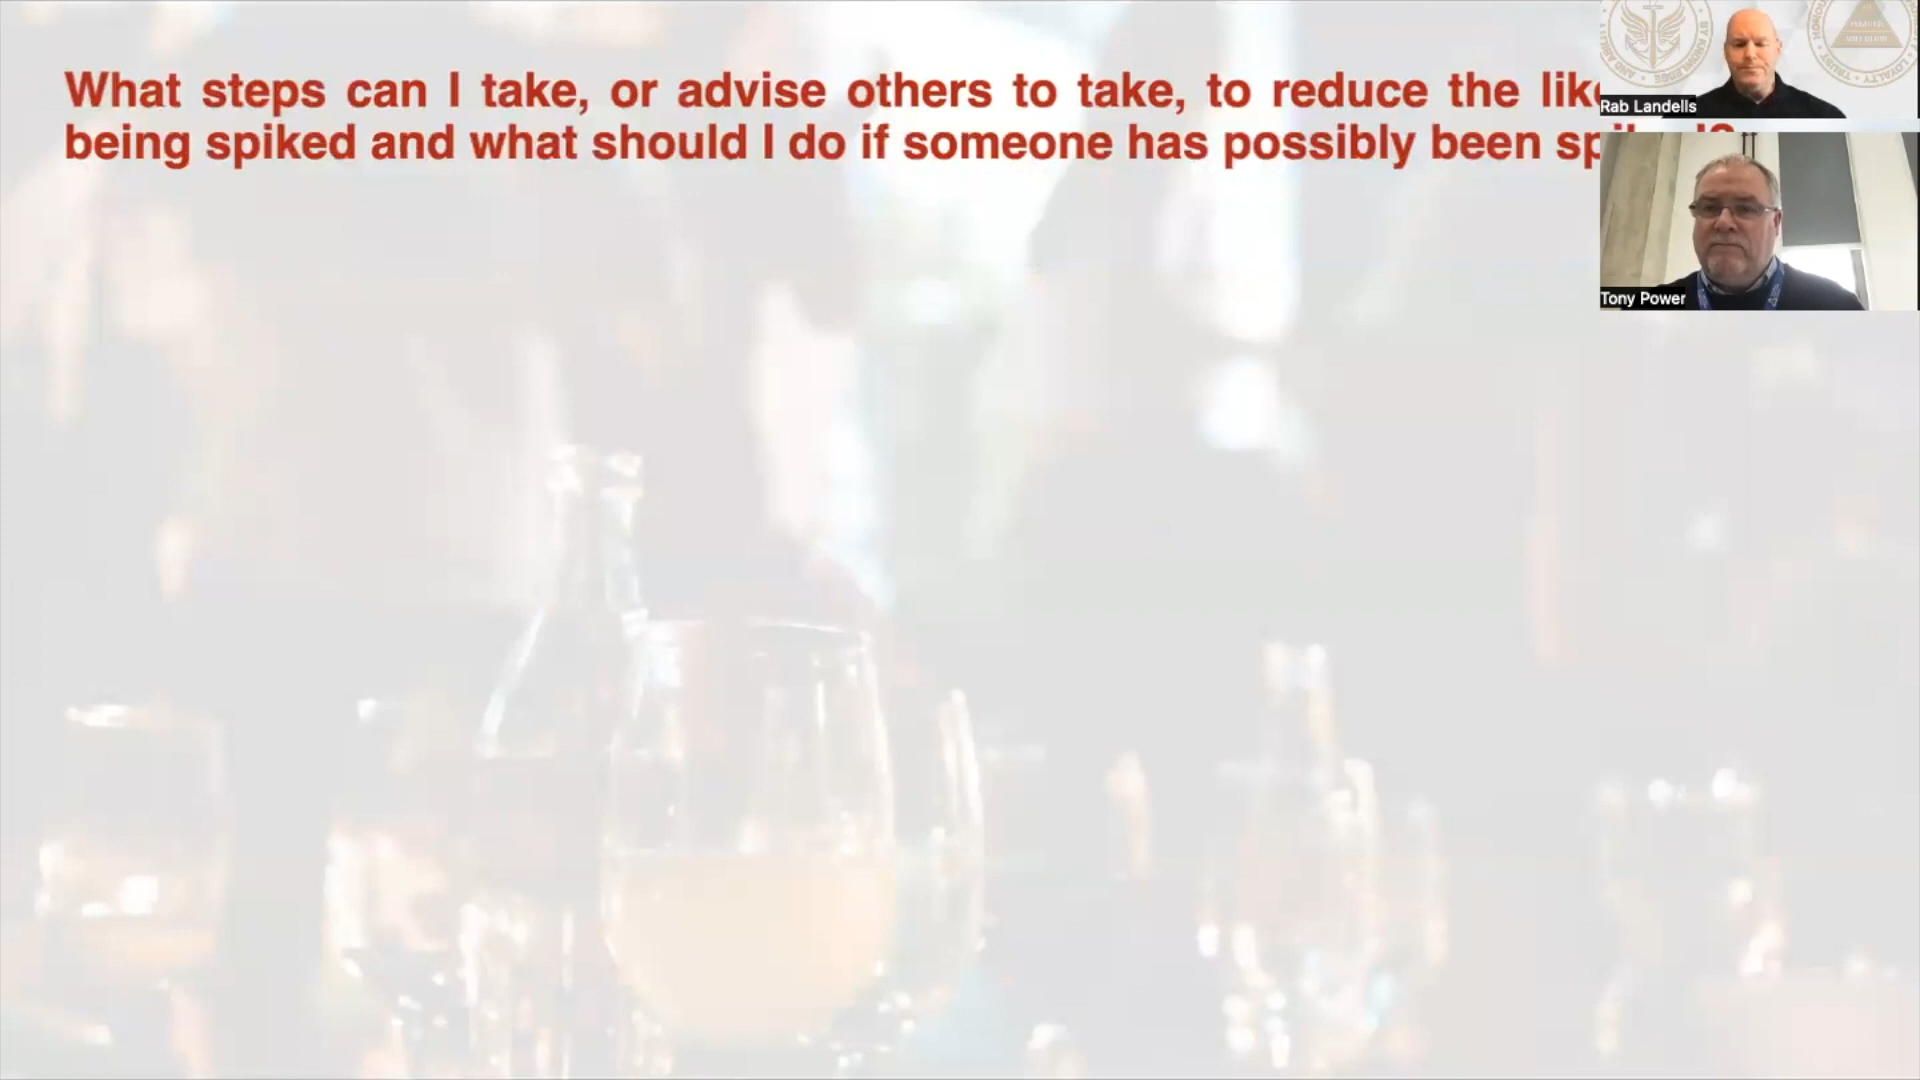 What steps can I take, or advise others to take, to reduce the
being spiked and what should I do if someone has possibly been
Rab Landells
Tony Power